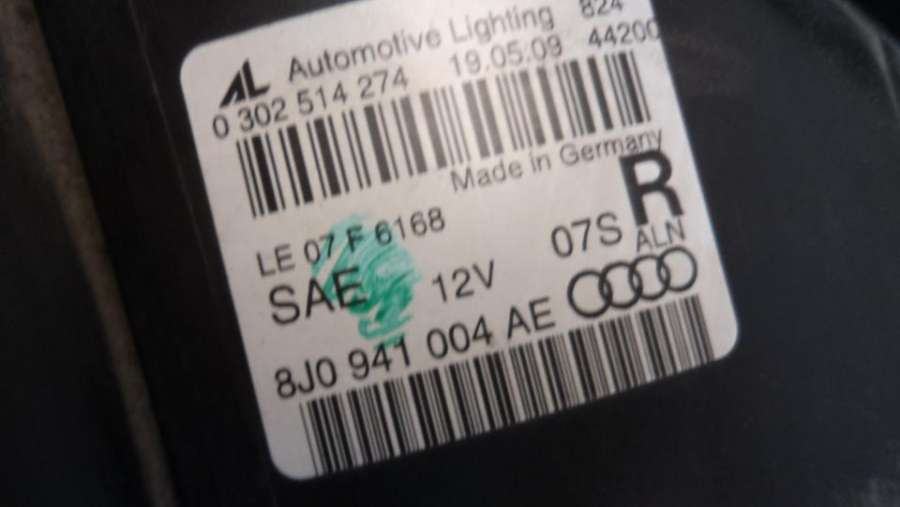 AL Automotive Lighting 824
0 302 514 274 19.05.09 44200
Made in Germany
R
LE 07 F 6168
07S ALN
SAE 12V
8J0 941 004 AE